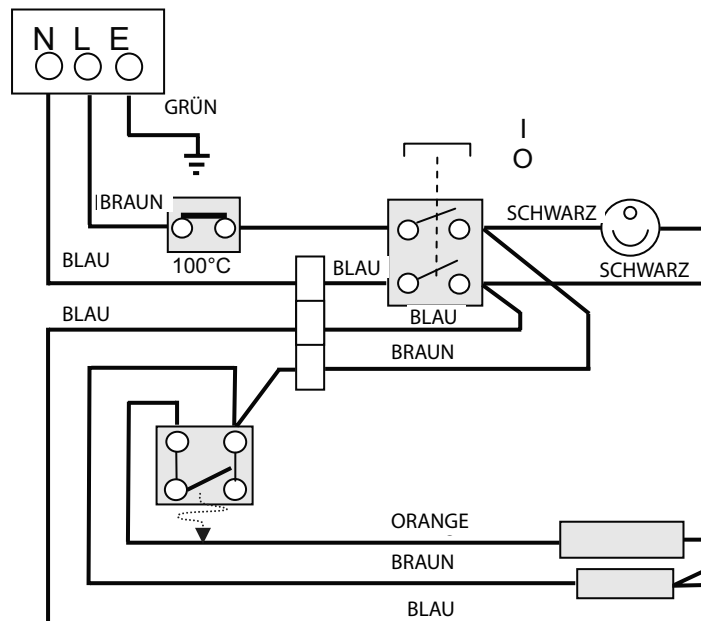 N L E
GRÜN
I
O
BRAUN
SCHWARZ
100°C
BLAU
BLAU
SCHWARZ
BLAU
BLAU
BRAUN
ORANGE
BRAUN
BLAU